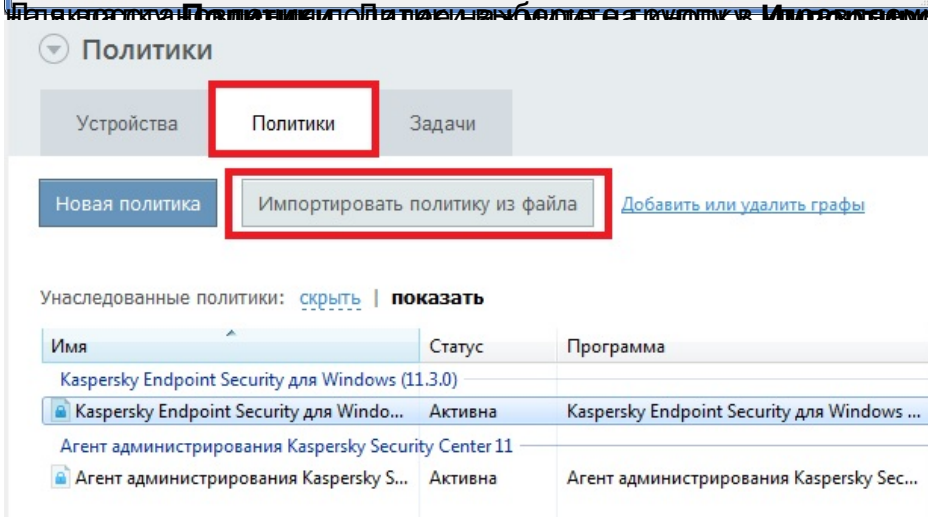 Политики
Устройства Политики Задачи
Новая политика Импортировать политику из файла Добавить или удалить графы
Унаследованные политики: скрыть | показать
Имя Статус Программа
Kaspersky Endpoint Security для Windows (11.3.0)
Kaspersky Endpoint Security для Windo... Активна Kaspersky Endpoint Security для Windows ...
Агент администрирования Kaspersky Security Center 11
Агент администрирования Kaspersky S... Активна Агент администрирования Kaspersky Sec...